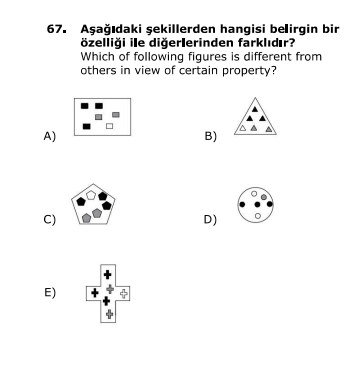 67. Aşağıdaki şekillerden hangisi belirgin bir
özelliği ile diğerlerinden farklıdır?
Which of following figures is different from
others in view of certain property?
A)
B)
C)
D)
E)